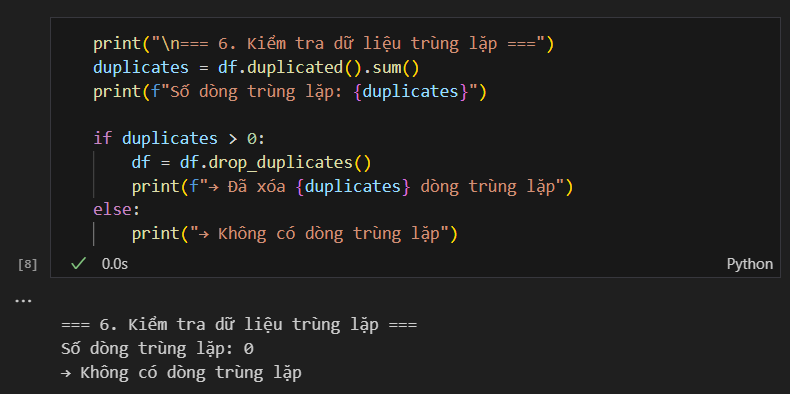 print("\n=== 6. Kiểm tra dữ liệu trùng lặp ===")
duplicates = df.duplicated().sum()
print(f"Số dòng trùng lặp: {duplicates}")
if duplicates > 0:
    df = df.drop_duplicates()
    print(f"→ Đã xóa {duplicates} dòng trùng lặp")
else:
    print("→ Không có dòng trùng lặp")
[8] ✓ 0.0s Python
...
=== 6. Kiểm tra dữ liệu trùng lặp ===
Số dòng trùng lặp: 0
→ Không có dòng trùng lặp